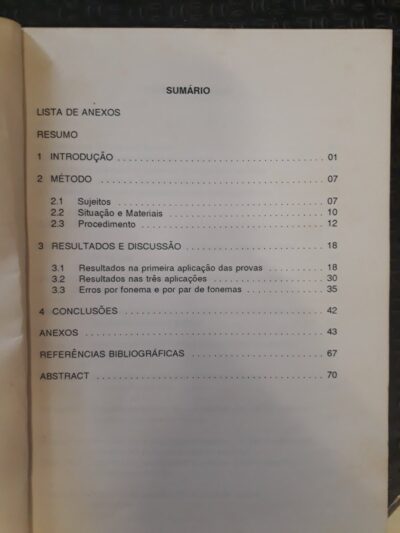 SUMÁRIO
LISTA DE ANEXOS
RESUMO
1 INTRODUÇÃO .......................................... 01
2 MÉTODO .............................................. 07
2.1 Sujeitos .......................................... 07
2.2 Situação e Materiais .............................. 10
2.3 Procedimento ...................................... 12
3 RESULTADOS E DISCUSSÃO .............................. 18
3.1 Resultados na primeira aplicação das provas ....... 18
3.2 Resultados nas três aplicações .................... 30
3.3 Erros por fonema e por par de fonemas ............. 35
4 CONCLUSÕES .......................................... 42
ANEXOS ................................................ 43
REFERÊNCIAS BIBLIOGRÁFICAS ............................ 67
ABSTRACT .............................................. 70